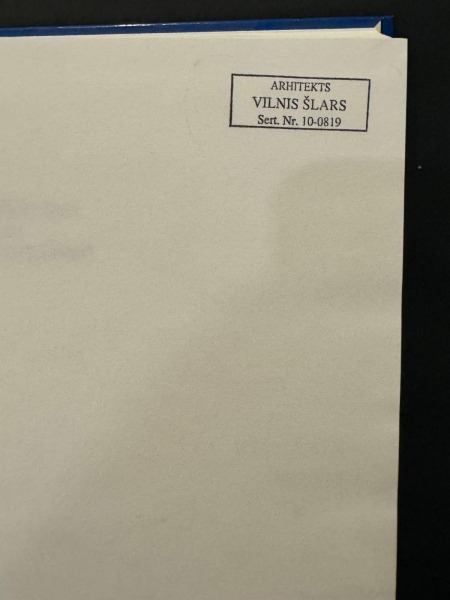 ARHITEKTS
VILNIS ŠLARS
Sert. Nr. 10-0819